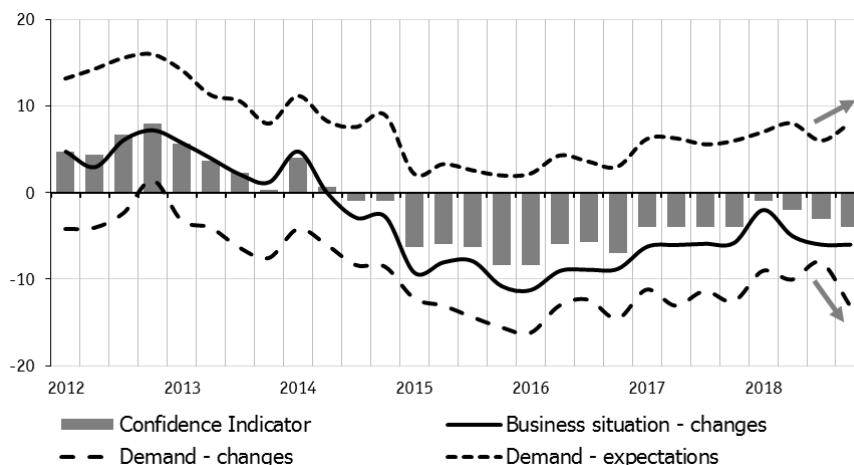 20
10
0
-10
-20
2012 2013 2014 2015 2016 2017 2018
Confidence Indicator Business situation - changes
Demand - changes Demand - expectations